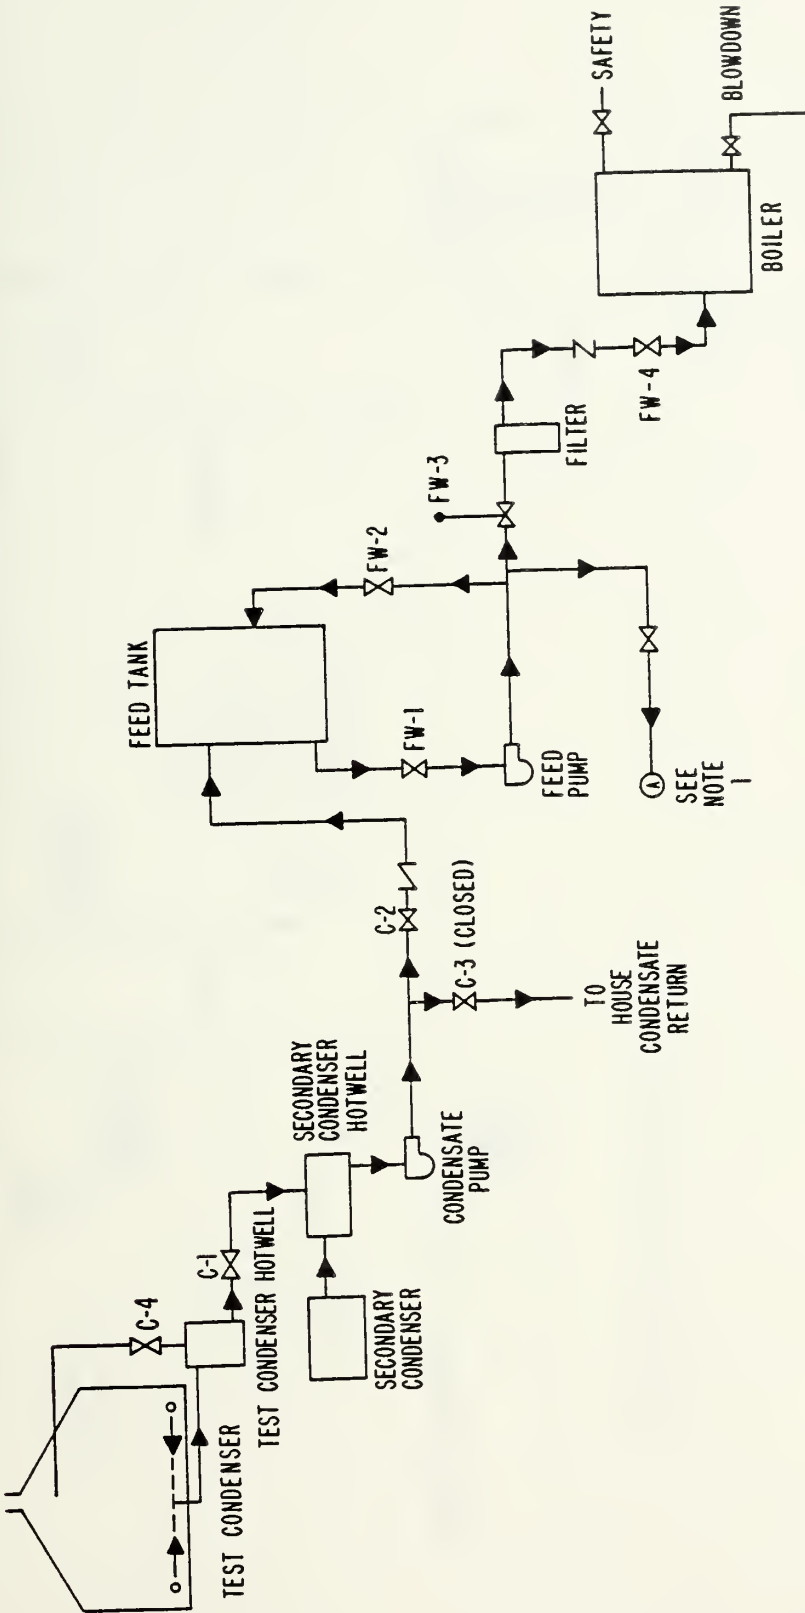 TEST CONDENSER
C-4
TEST CONDENSER HOTWELL
C-1
SECONDARY
CONDENSER
SECONDARY
CONDENSER
HOTWELL
CONDENSATE
PUMP
C-2
C-3 (CLOSED)
TO
HOUSE
CONDENSATE
RETURN
FEED TANK
FW-1
FEED
PUMP
FW-2
A
SEE
NOTE
1
FW-3
FILTER
FW-4
BOILER
SAFETY
BLOWDOWN